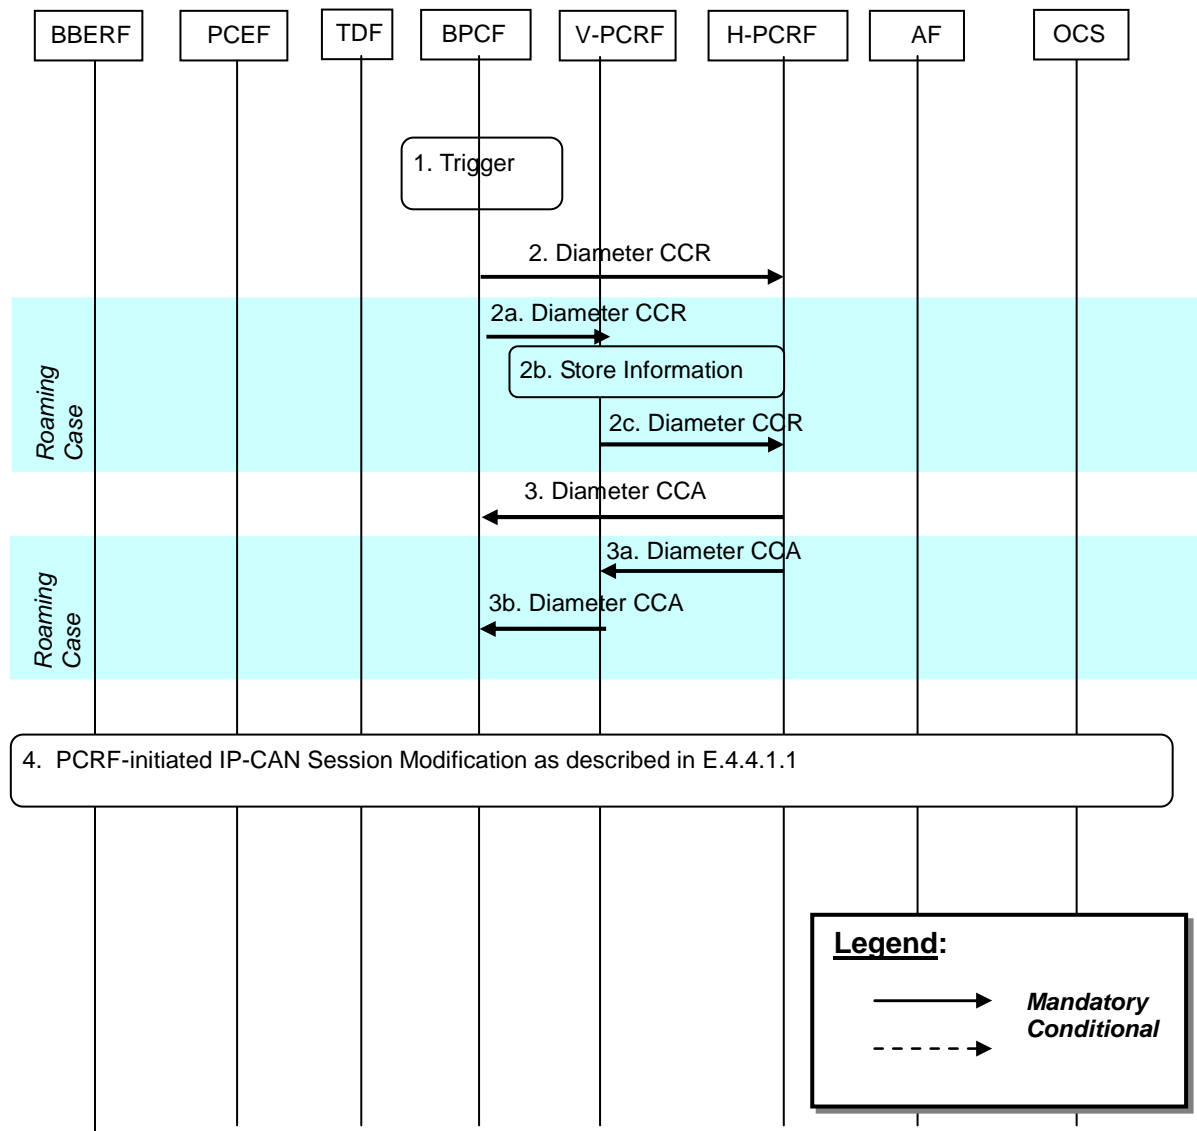 BBERF PCEF TDF BPCF V-PCRF H-PCRF AF OCS
1. Trigger
2. Diameter CCR
2a. Diameter CCR
2b. Store Information
2c. Diameter CCR
Roaming
Case
3. Diameter CCA
3a. Diameter CCA
3b. Diameter CCA
Roaming
Case
4. PCRF-initiated IP-CAN Session Modification as described in E.4.4.1.1
Legend:
Mandatory
Conditional